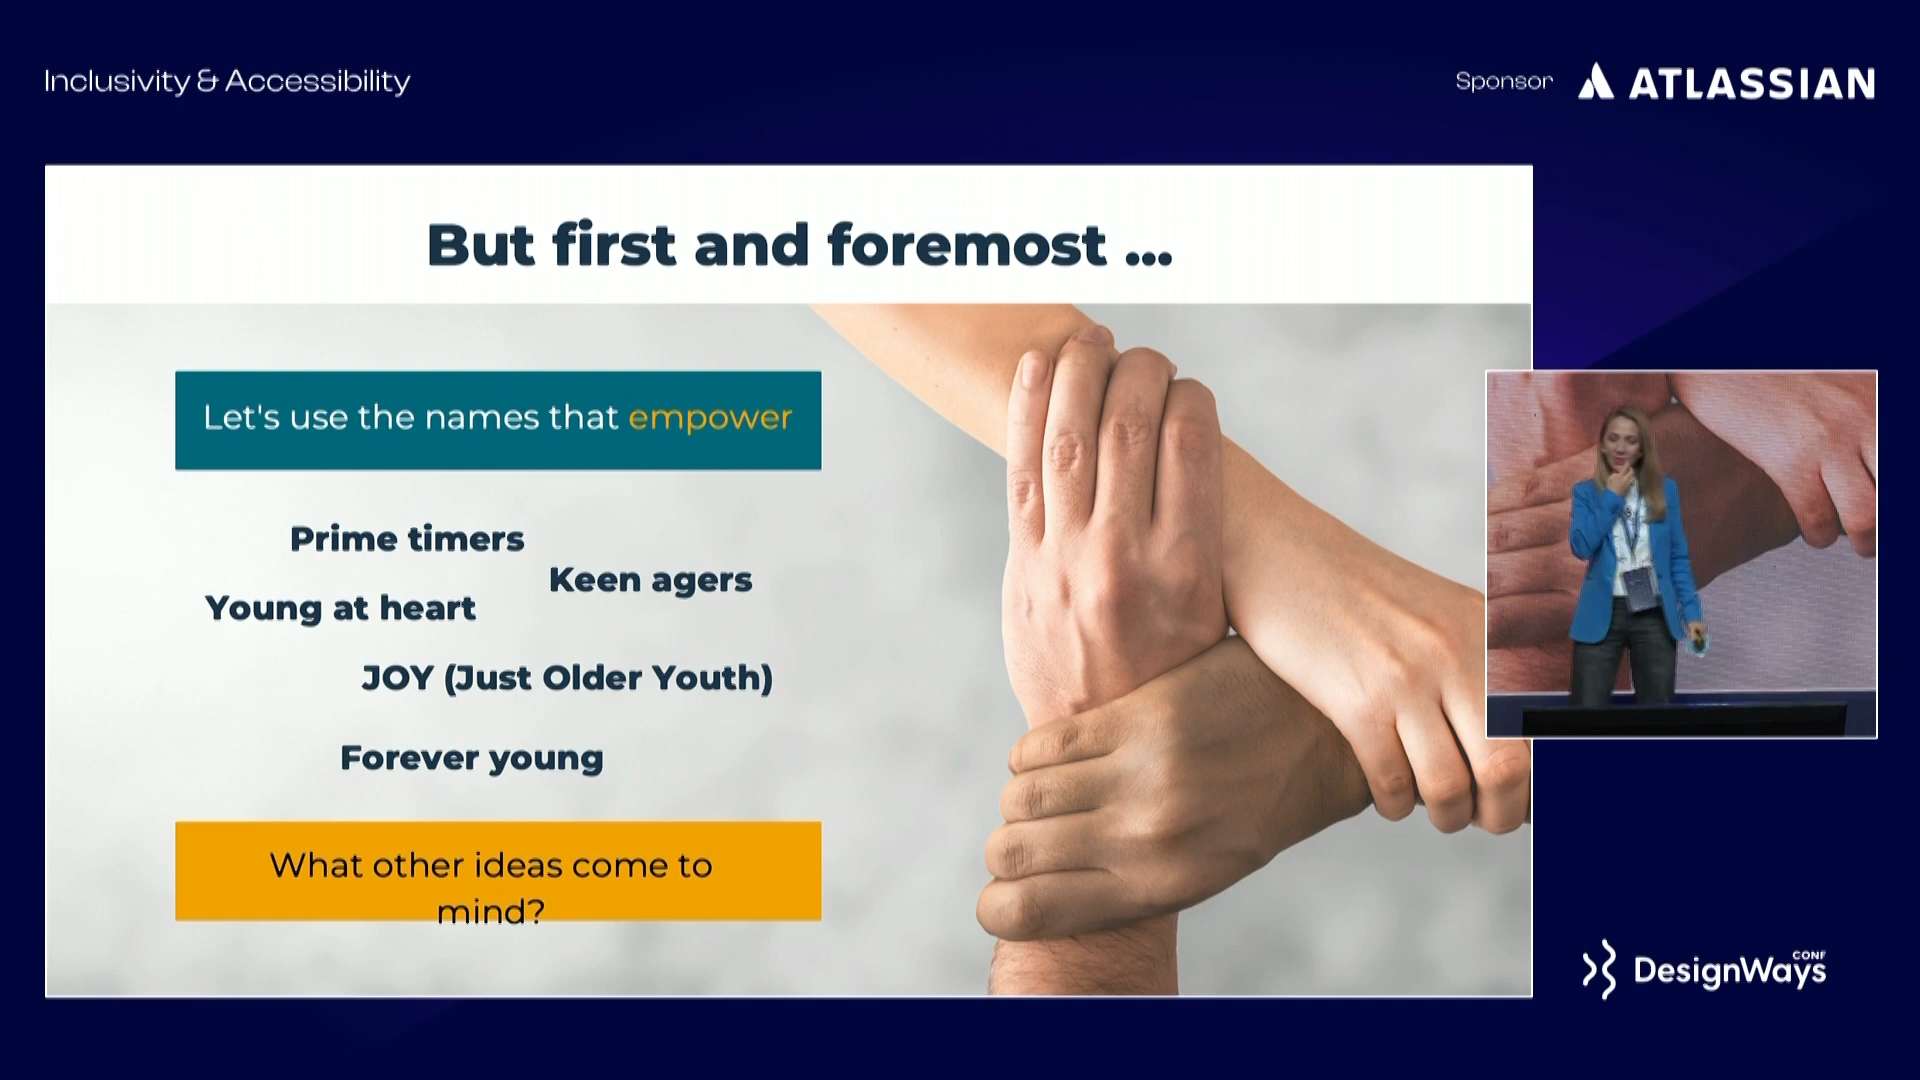 Inclusivity & Accessibility
Sponsor ATLASSIAN
But first and foremost ...
Let's use the names that empower
Prime timers
Keen agers
Young at heart
JOY (Just Older Youth)
Forever young
What other ideas come to
mind?
DesignWays CONF